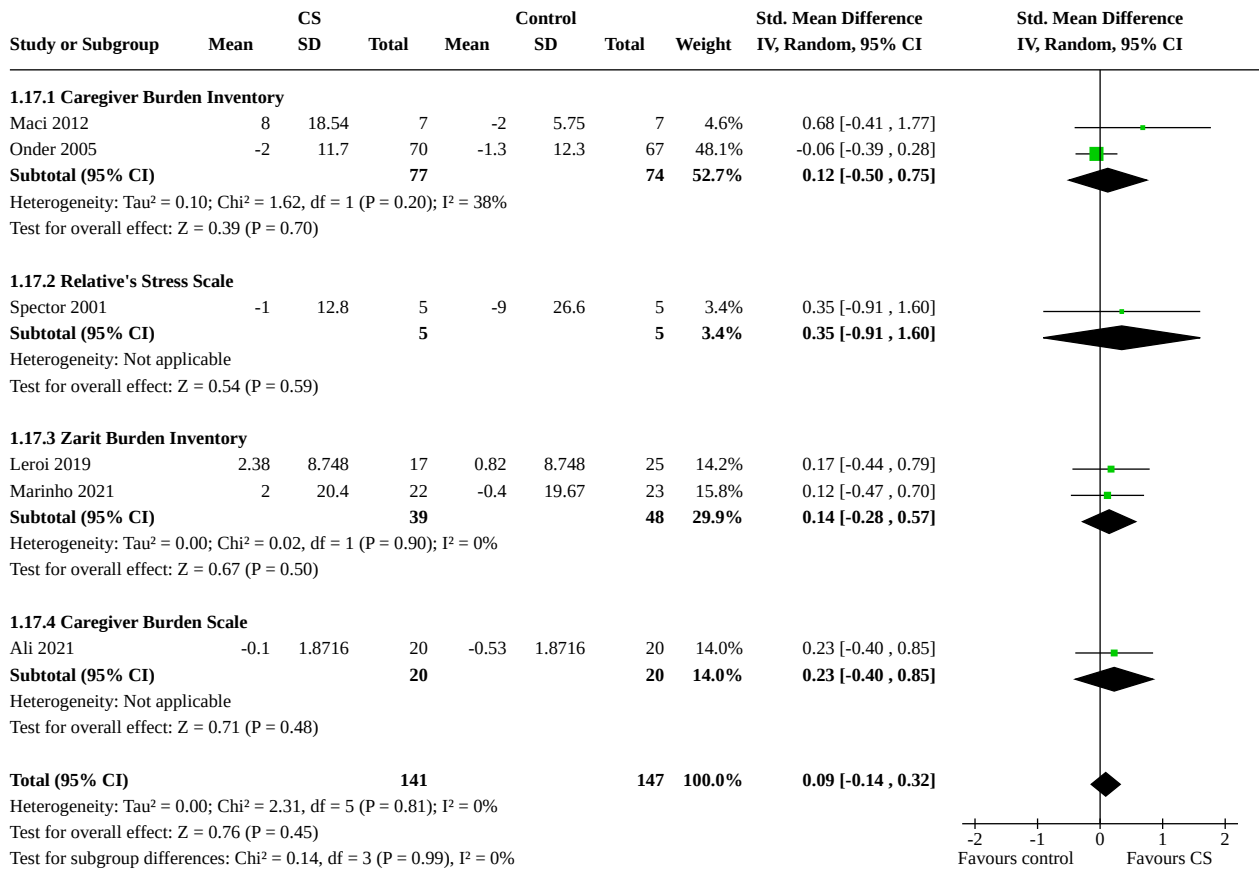 CS Control Std. Mean Difference Std. Mean Difference
Study or Subgroup Mean SD Total Mean SD Total Weight IV, Random, 95% CI IV, Random, 95% CI
1.17.1 Caregiver Burden Inventory
Maci 2012 8 18.54 7 -2 5.75 7 4.6% 0.68 [-0.41 , 1.77]
Onder 2005 -2 11.7 70 -1.3 12.3 67 48.1% -0.06 [-0.39 , 0.28]
Subtotal (95% CI) 77 74 52.7% 0.12 [-0.50 , 0.75]
Heterogeneity: Tau² = 0.10; Chi² = 1.62, df = 1 (P = 0.20); I² = 38%
Test for overall effect: Z = 0.39 (P = 0.70)
1.17.2 Relative's Stress Scale
Spector 2001 -1 12.8 5 -9 26.6 5 3.4% 0.35 [-0.91 , 1.60]
Subtotal (95% CI) 5 5 3.4% 0.35 [-0.91 , 1.60]
Heterogeneity: Not applicable
Test for overall effect: Z = 0.54 (P = 0.59)
1.17.3 Zarit Burden Inventory
Leroi 2019 2.38 8.748 17 0.82 8.748 25 14.2% 0.17 [-0.44 , 0.79]
Marinho 2021 2 20.4 22 -0.4 19.67 23 15.8% 0.12 [-0.47 , 0.70]
Subtotal (95% CI) 39 48 29.9% 0.14 [-0.28 , 0.57]
Heterogeneity: Tau² = 0.00; Chi² = 0.02, df = 1 (P = 0.90); I² = 0%
Test for overall effect: Z = 0.67 (P = 0.50)
1.17.4 Caregiver Burden Scale
Ali 2021 -0.1 1.8716 20 -0.53 1.8716 20 14.0% 0.23 [-0.40 , 0.85]
Subtotal (95% CI) 20 20 14.0% 0.23 [-0.40 , 0.85]
Heterogeneity: Not applicable
Test for overall effect: Z = 0.71 (P = 0.48)
Total (95% CI) 141 147 100.0% 0.09 [-0.14 , 0.32]
Heterogeneity: Tau² = 0.00; Chi² = 2.31, df = 5 (P = 0.81); I² = 0%
Test for overall effect: Z = 0.76 (P = 0.45)
Test for subgroup differences: Chi² = 0.14, df = 3 (P = 0.99), I² = 0%
-2 -1 0 1 2
Favours control Favours CS